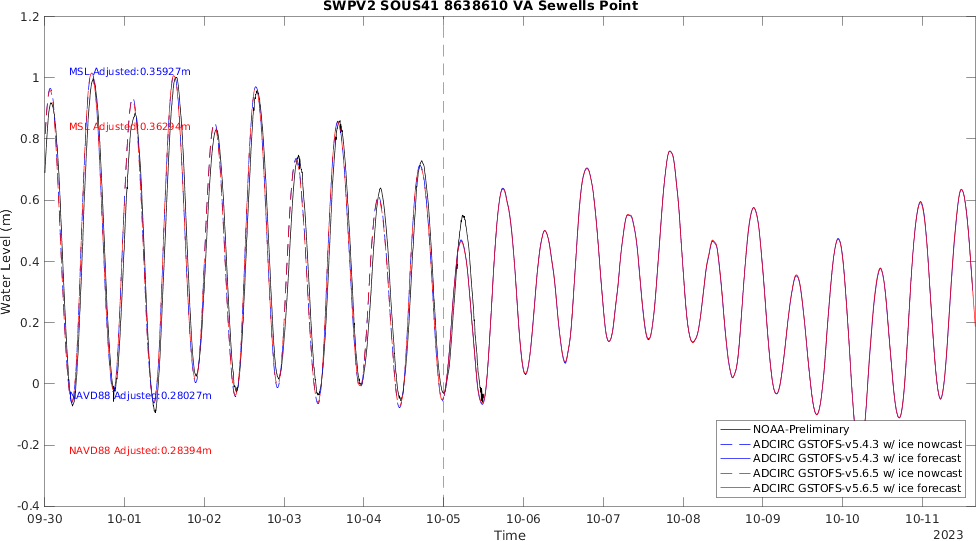 SWPV2 SOUS41 8638610 VA Sewells Point
1.2
1
0.8
0.6
0.4
0.2
0
-0.2
-0.4
Water Level (m)
MSL Adjusted:0.35927m
MSL Adjusted:0.36294m
NAVD88 Adjusted:0.28027m
NAVD88 Adjusted:0.28394m
NOAA-Preliminary
ADCIRC GSTOFS-v5.4.3 w/ ice nowcast
ADCIRC GSTOFS-v5.4.3 w/ ice forecast
ADCIRC GSTOFS-v5.6.5 w/ ice nowcast
ADCIRC GSTOFS-v5.6.5 w/ ice forecast
09-30 10-01 10-02 10-03 10-04 10-05 10-06 10-07 10-08 10-09 10-10 10-11
Time
2023